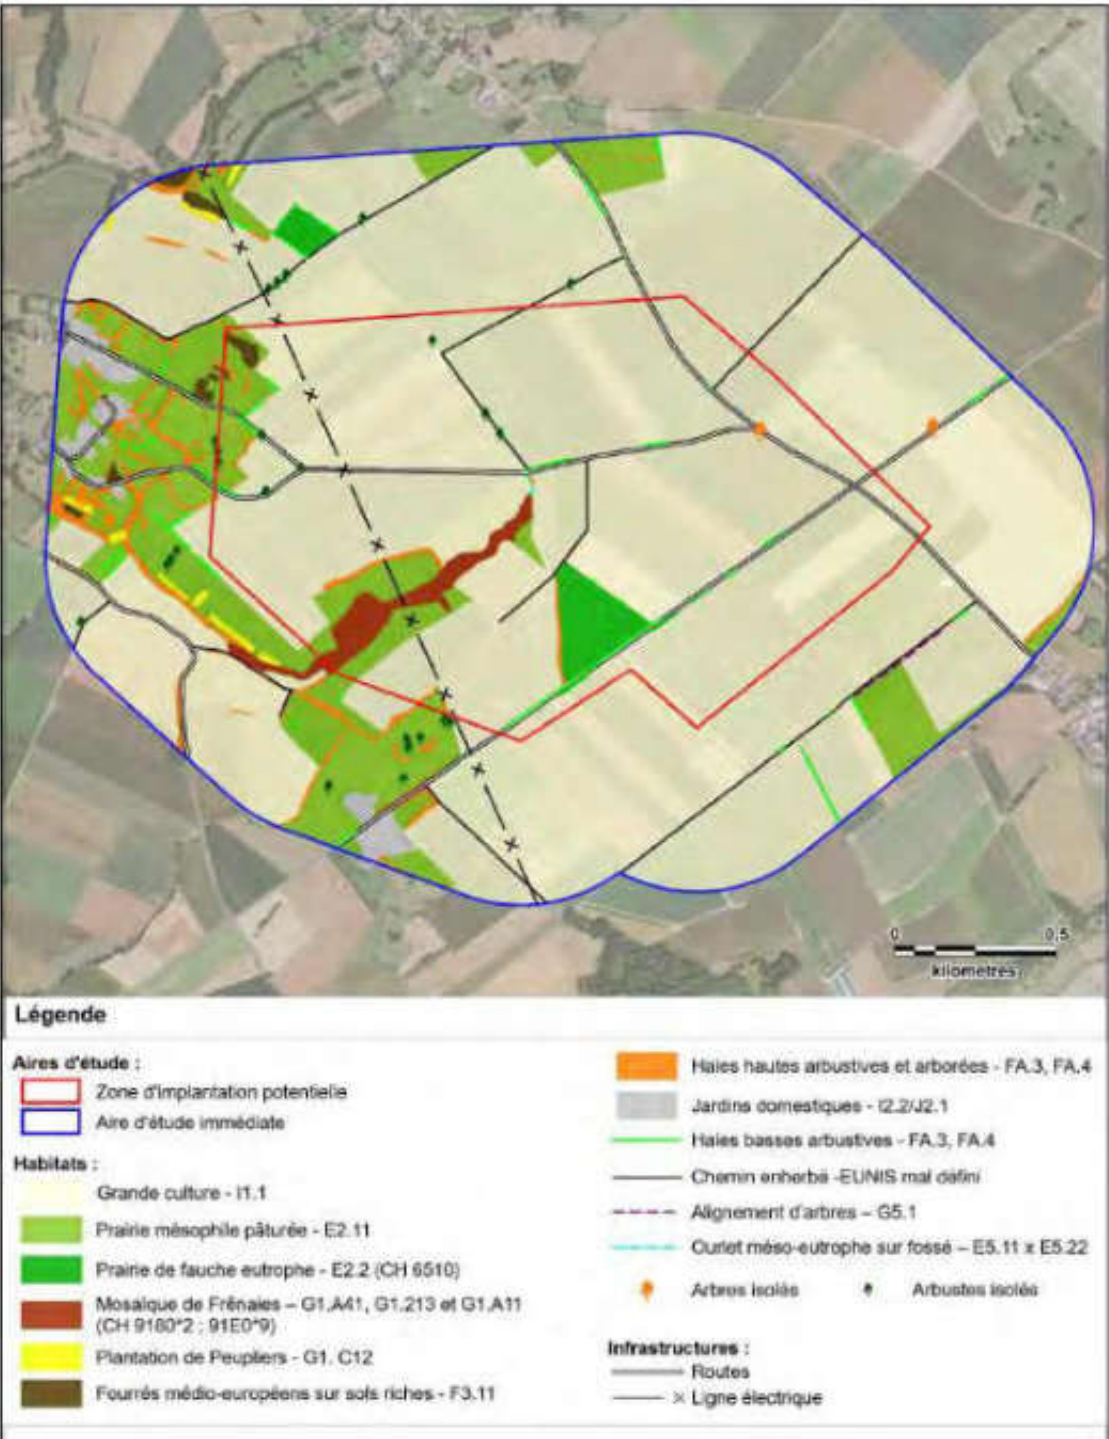 0 0,5
kilomètres
Légende
Aires d'étude :
Zone d'implantation potentielle
Aire d'étude immédiate
Habitats :
Grande culture - I1.1
Prairie mésophile pâturée - E2.11
Prairie de fauche eutrophe - E2.2 (CH 6510)
Mosaïque de Frênaies – G1.A41, G1.213 et G1.A11
(CH 9180*2 ; 91E0*9)
Plantation de Peupliers - G1. C12
Fourrés médio-européens sur sols riches - F3.11
Haies hautes arbustives et arborées - FA.3, FA.4
Jardins domestiques - I2.2/J2.1
Haies basses arbustives - FA.3, FA.4
Chemin enherbé -EUNIS mal défini
Alignement d'arbres – G5.1
Ourlet méso-eutrophe sur fossé – E5.11 x E5.22
Arbres isolés Arbustes isolés
Infrastructures :
Routes
Ligne électrique